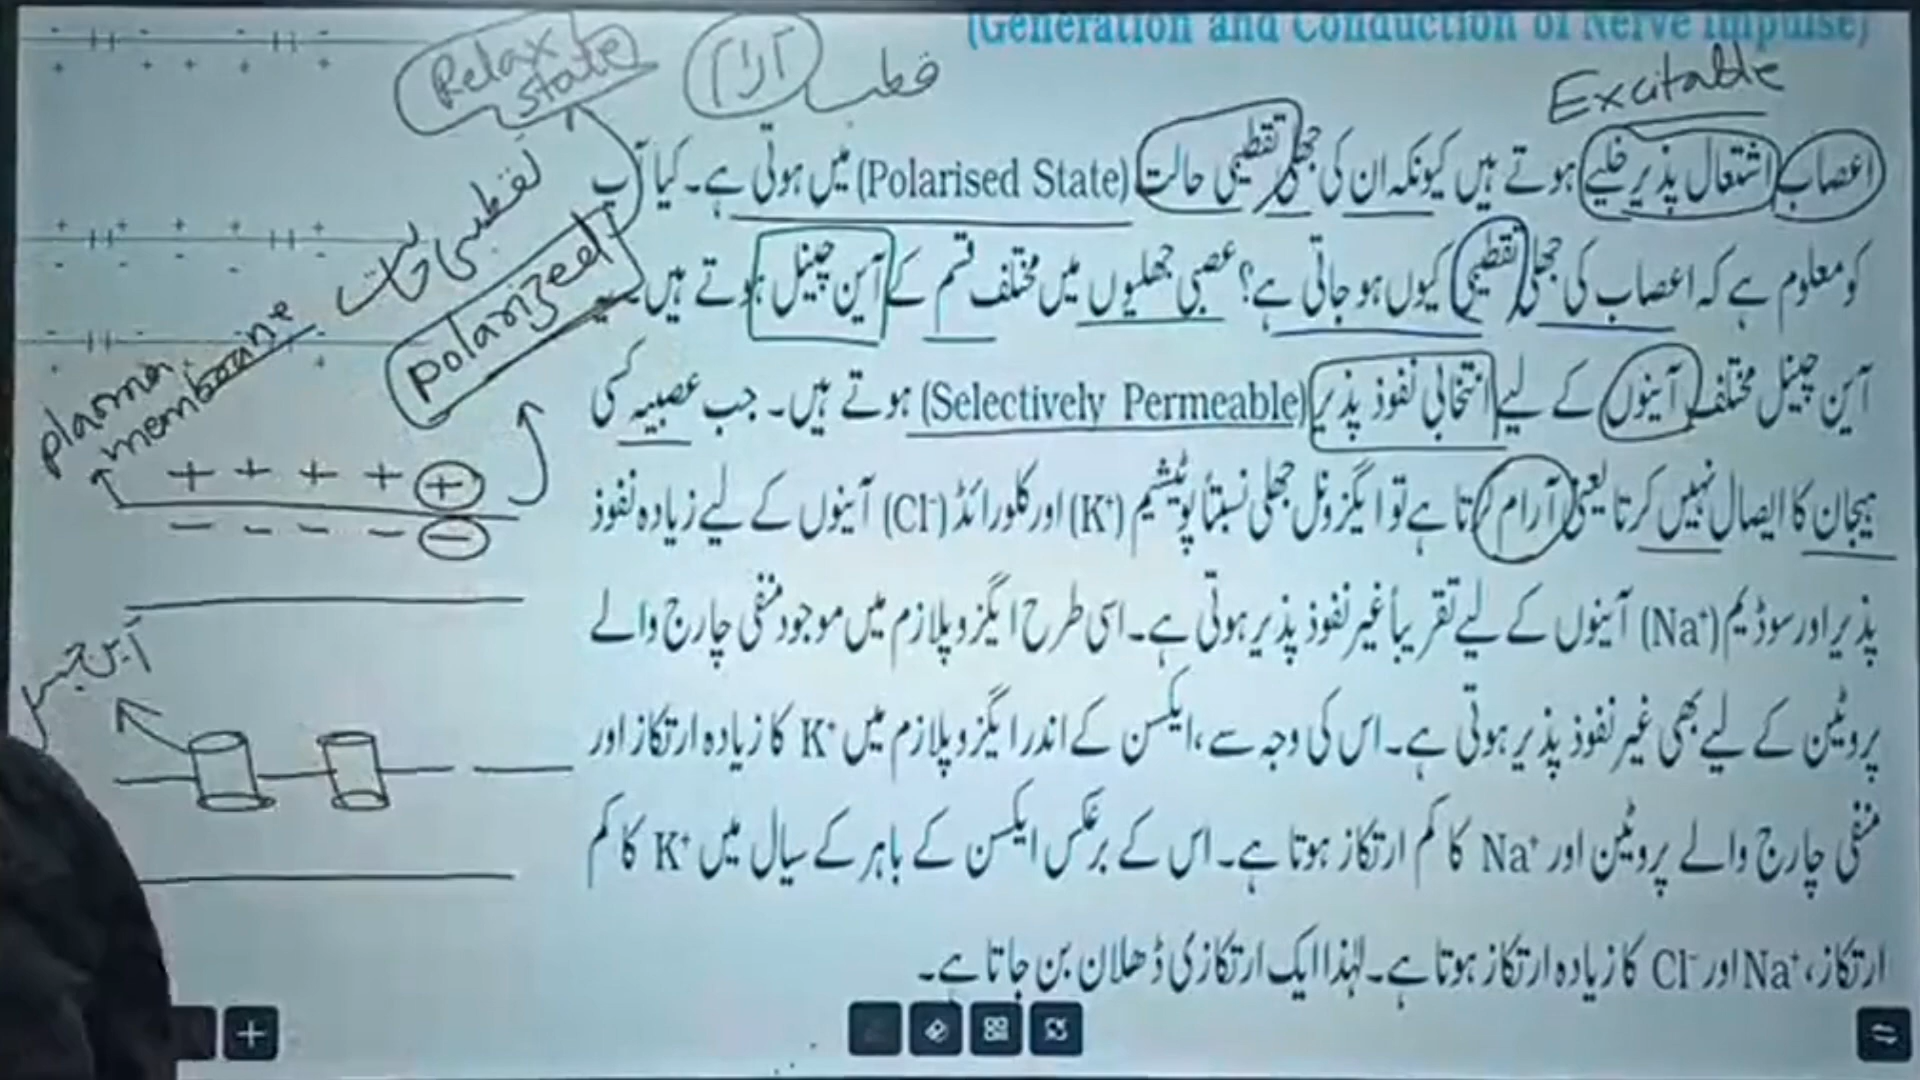 (Generation and Conduction of Nerve Impulse)
Relax state
آرام
قطب
Excitable
اعصاب اشتعال پذیر خلیے ہوتے ہیں کیونکہ ان کی جھلی تقطیبی حالت (Polarised State) میں ہوتی ہے۔ کیا آپ
کو معلوم ہے کہ اعصاب کی جھلی تقطیبی کیوں ہو جاتی ہے؟ عصبی جھلیوں میں مختلف قسم کے آین چینل ہوتے ہیں۔ یہ
آین چینل مختلف آینوں کے لیے انتخابی نفوذ پذیر (Selectively Permeable) ہوتے ہیں۔ جب عصبیہ کسی
ہیجان کا ایصال نہیں کرتا یعنی آرام کرتا ہے تو ایگزونل جھلی نسبتاً پوٹیشیم (K⁺) اور کلورائڈ (Cl⁻) آینوں کے لیے زیادہ نفوذ
پذیر اور سوڈیم (Na⁺) آینوں کے لیے تقریباً غیر نفوذ پذیر ہوتی ہے۔ اسی طرح ایگزوپلازم میں موجود منفی چارج والے
پروٹین کے لیے بھی غیر نفوذ پذیر ہوتی ہے۔ اس کی وجہ سے، ایکسن کے اندر ایگزوپلازم میں K⁺ کا زیادہ ارتکاز اور
منفی چارج والے پروٹین اور Na⁺ کا کم ارتکاز ہوتا ہے۔ اس کے برعکس ایکسن کے باہر کے سیال میں K⁺ کا کم
ارتکاز، Na⁺ اور Cl⁻ کا زیادہ ارتکاز ہوتا ہے۔ لہٰذا ایک ارتکازی ڈھلان بن جاتا ہے۔
تقطیبی حالت
polarized
plasma
membrane
+ + + + +
− − − − −